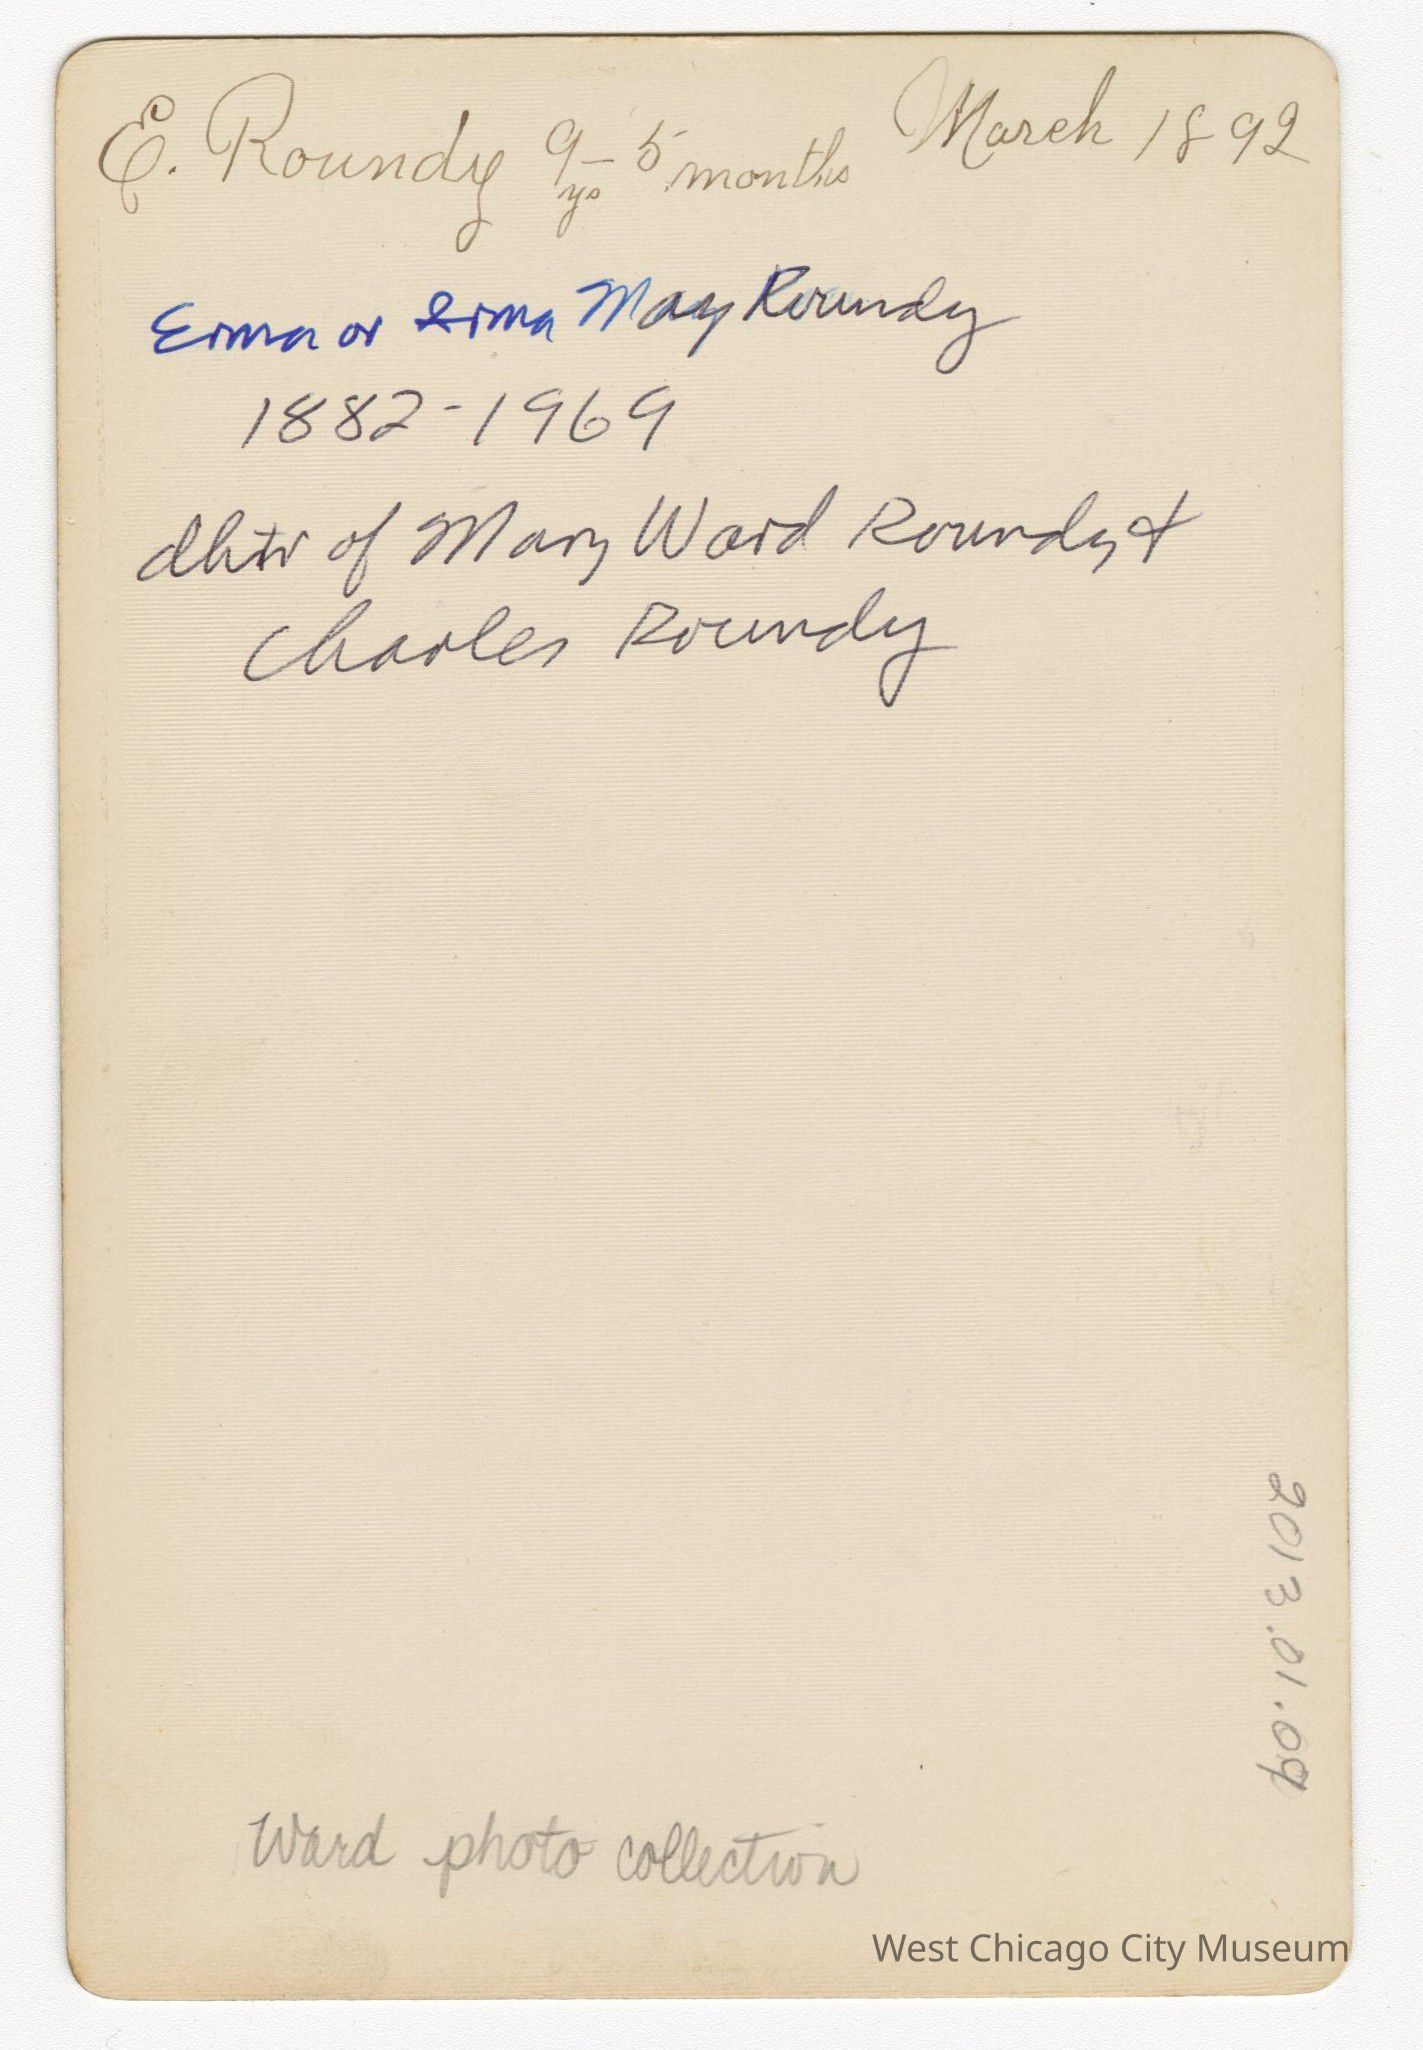 E. Roundy 9 ys - 5 months March 1892
Erma or Irma May Roundy
1882-1969
dhtr of Mary Ward Roundy &
Charles Roundy
2013.01.09
Ward photo collection
West Chicago City Museum